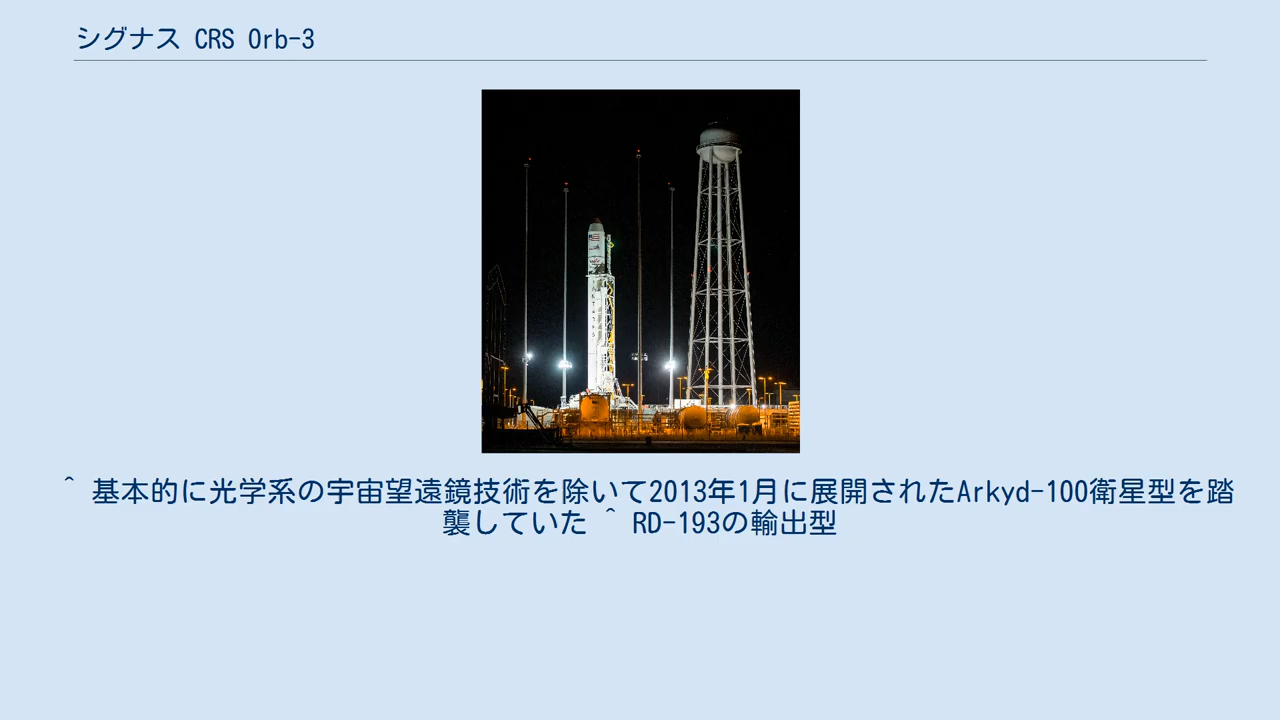 シグナス CRS Orb-3
^ 基本的に光学系の宇宙望遠鏡技術を除いて2013年1月に展開されたArkyd-100衛星型を踏
襲していた ^ RD-193の輸出型